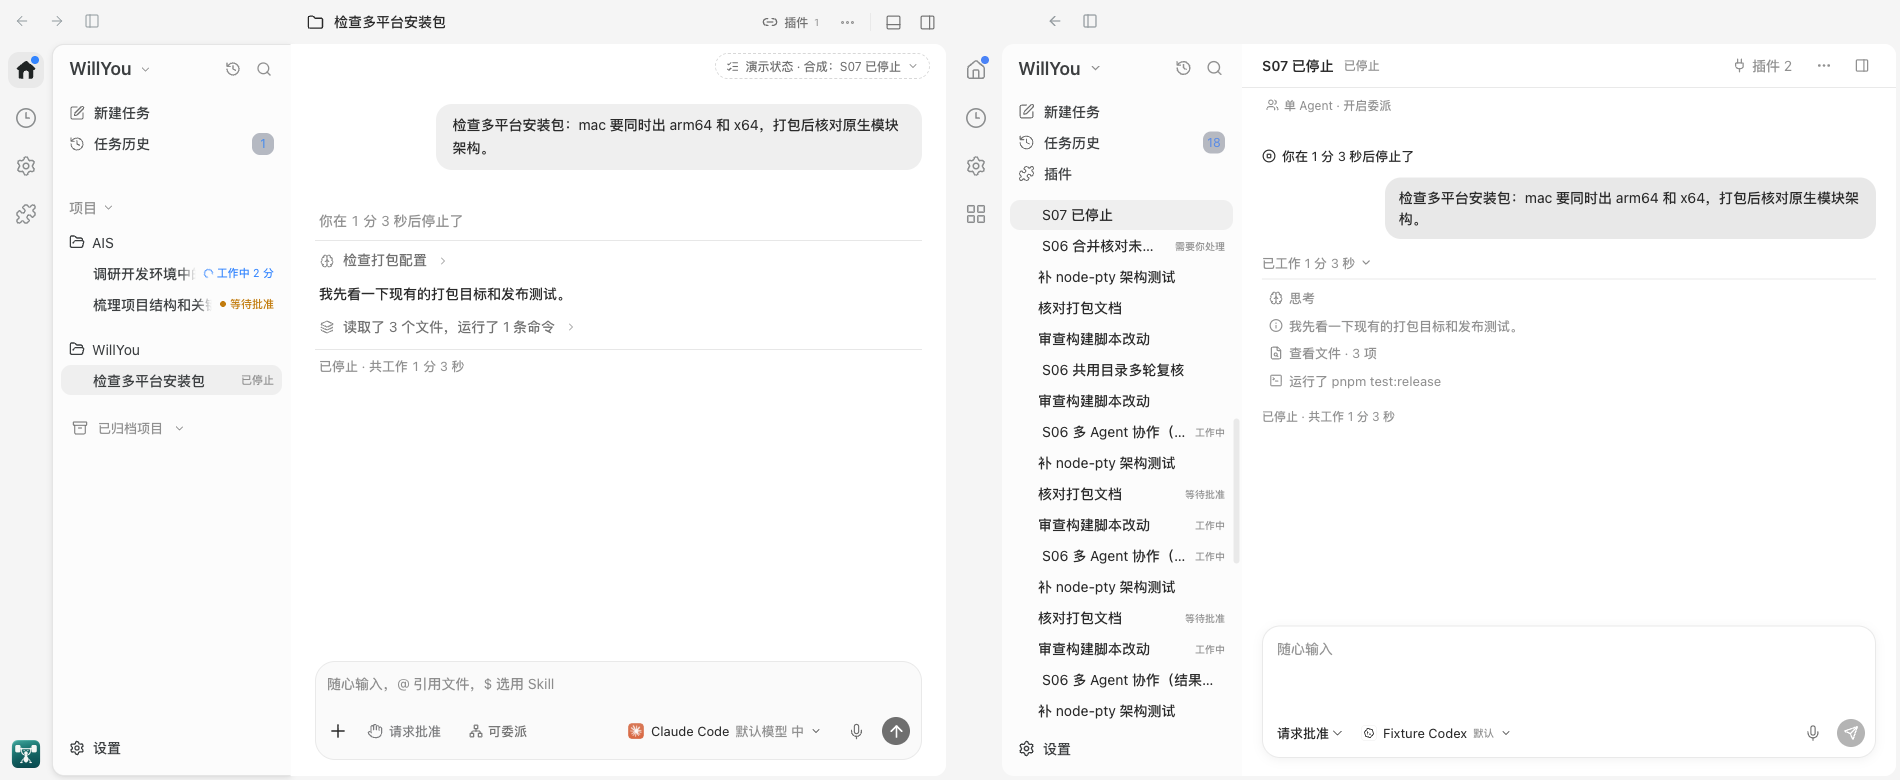 检查多平台安装包
插件 1
WillYou
新建任务
任务历史
1
项目
AIS
调研开发环境中
工作中 2 分
梳理项目结构和关
等待批准
WillYou
检查多平台安装包
已停止
已归档项目
设置
演示状态 · 合成：S07 已停止
检查多平台安装包：mac 要同时出 arm64 和 x64，打包后核对原生模块
架构。
你在 1 分 3 秒后停止了
检查打包配置
我先看一下现有的打包目标和发布测试。
读取了 3 个文件，运行了 1 条命令
已停止 · 共工作 1 分 3 秒
随心输入，@ 引用文件，$ 选用 Skill
请求批准
可委派
Claude Code 默认模型 中
WillYou
新建任务
任务历史
18
插件
S07 已停止
S06 合并核对未...
需要你处理
补 node-pty 架构测试
核对打包文档
审查构建脚本改动
S06 共用目录多轮复核
审查构建脚本改动
S06 多 Agent 协作（...
工作中
补 node-pty 架构测试
核对打包文档
等待批准
审查构建脚本改动
工作中
S06 多 Agent 协作（...
工作中
补 node-pty 架构测试
核对打包文档
等待批准
审查构建脚本改动
工作中
S06 多 Agent 协作（结果...
补 node-pty 架构测试
设置
S07 已停止 已停止
插件 2
单 Agent · 开启委派
你在 1 分 3 秒后停止了
检查多平台安装包：mac 要同时出 arm64 和 x64，打包后核对原生模块架
构。
已工作 1 分 3 秒
思考
我先看一下现有的打包目标和发布测试。
查看文件 · 3 项
运行了 pnpm test:release
已停止 · 共工作 1 分 3 秒
随心输入
请求批准
Fixture Codex 默认